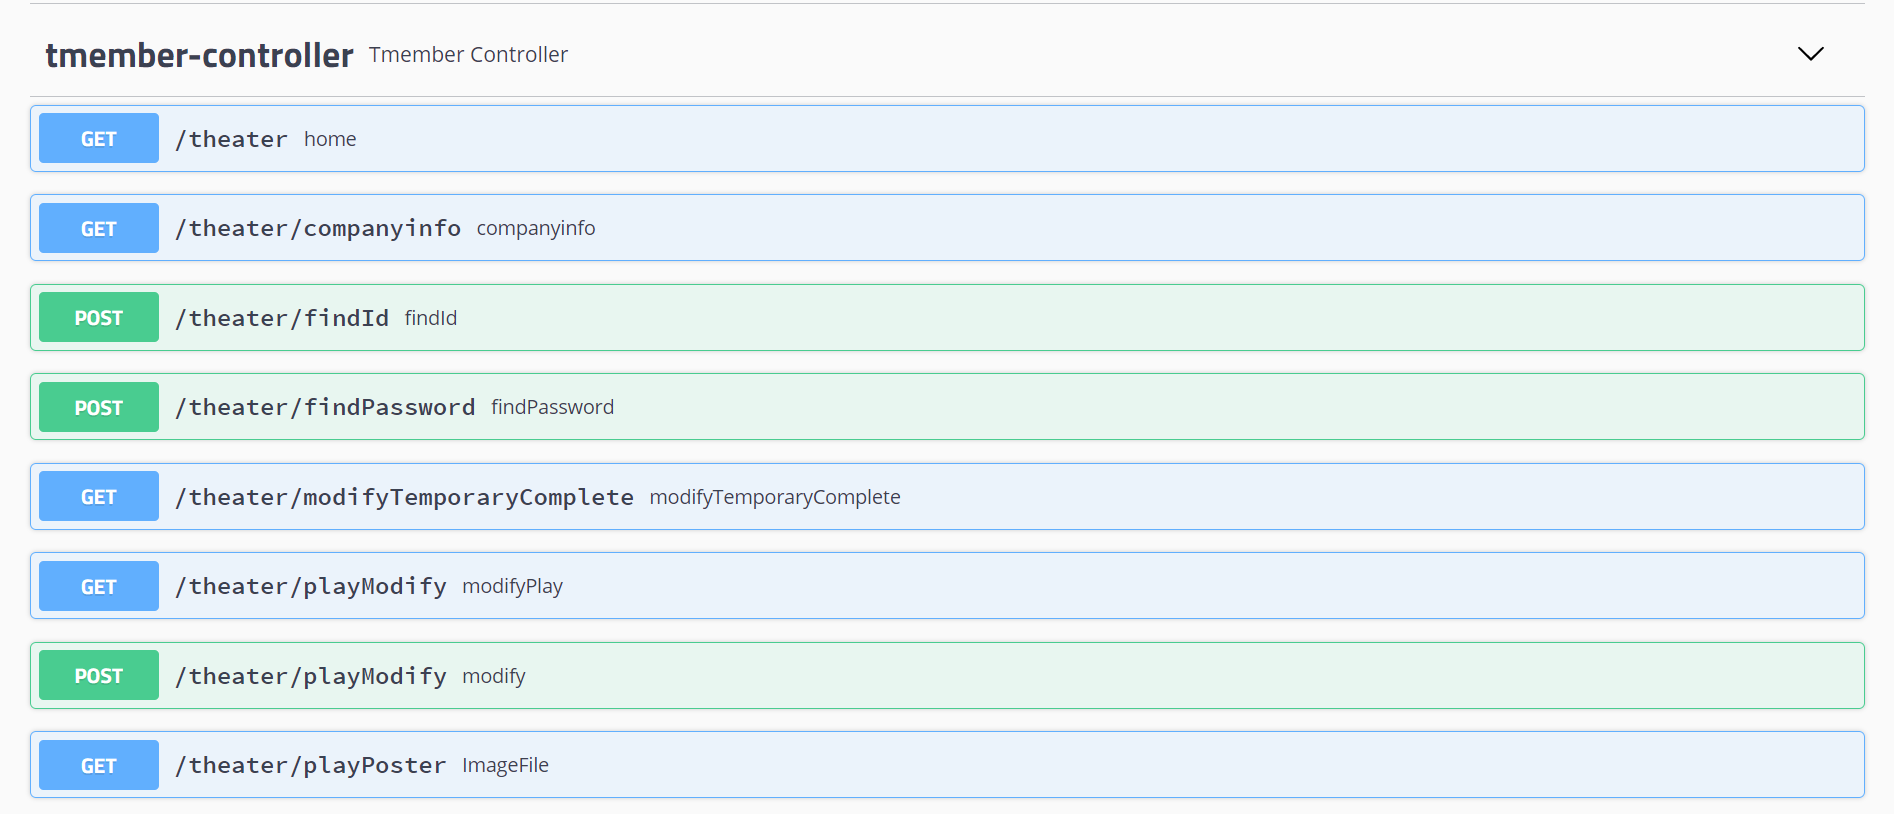 tmember-controller Tmember Controller
GET /theater home
GET /theater/companyinfo companyinfo
POST /theater/findId findId
POST /theater/findPassword findPassword
GET /theater/modifyTemporaryComplete modifyTemporaryComplete
GET /theater/playModify modifyPlay
POST /theater/playModify modify
GET /theater/playPoster ImageFile